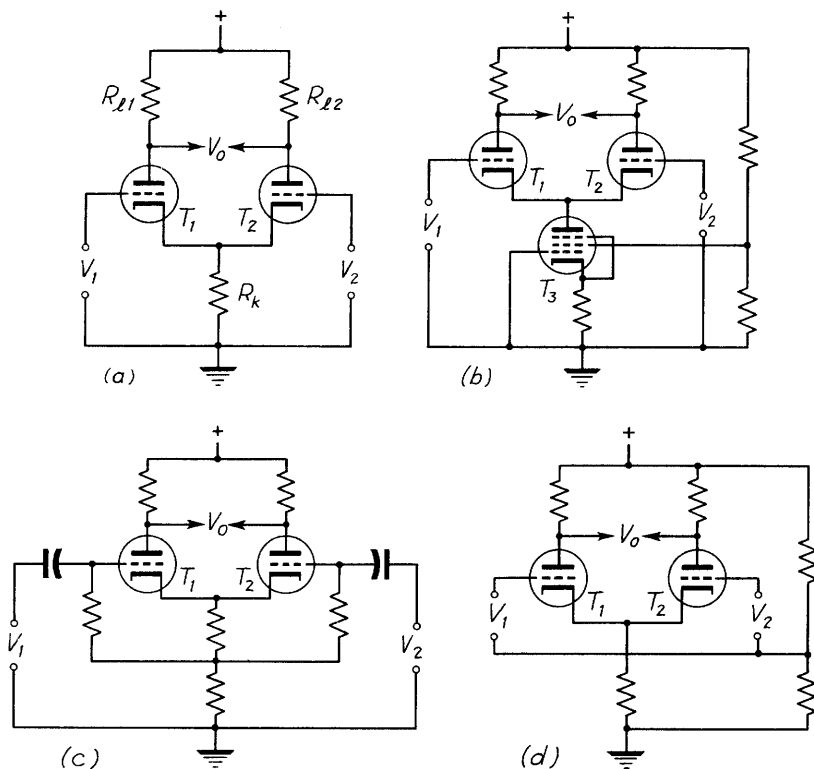 +
R_ℓ1
R_ℓ2
V_o
T_1
T_2
V_1
V_2
R_k
(a)
+
V_o
T_1
T_2
V_1
V_2
T_3
(b)
+
V_o
T_1
T_2
V_1
V_2
(c)
+
V_o
T_1
T_2
V_1
V_2
(d)